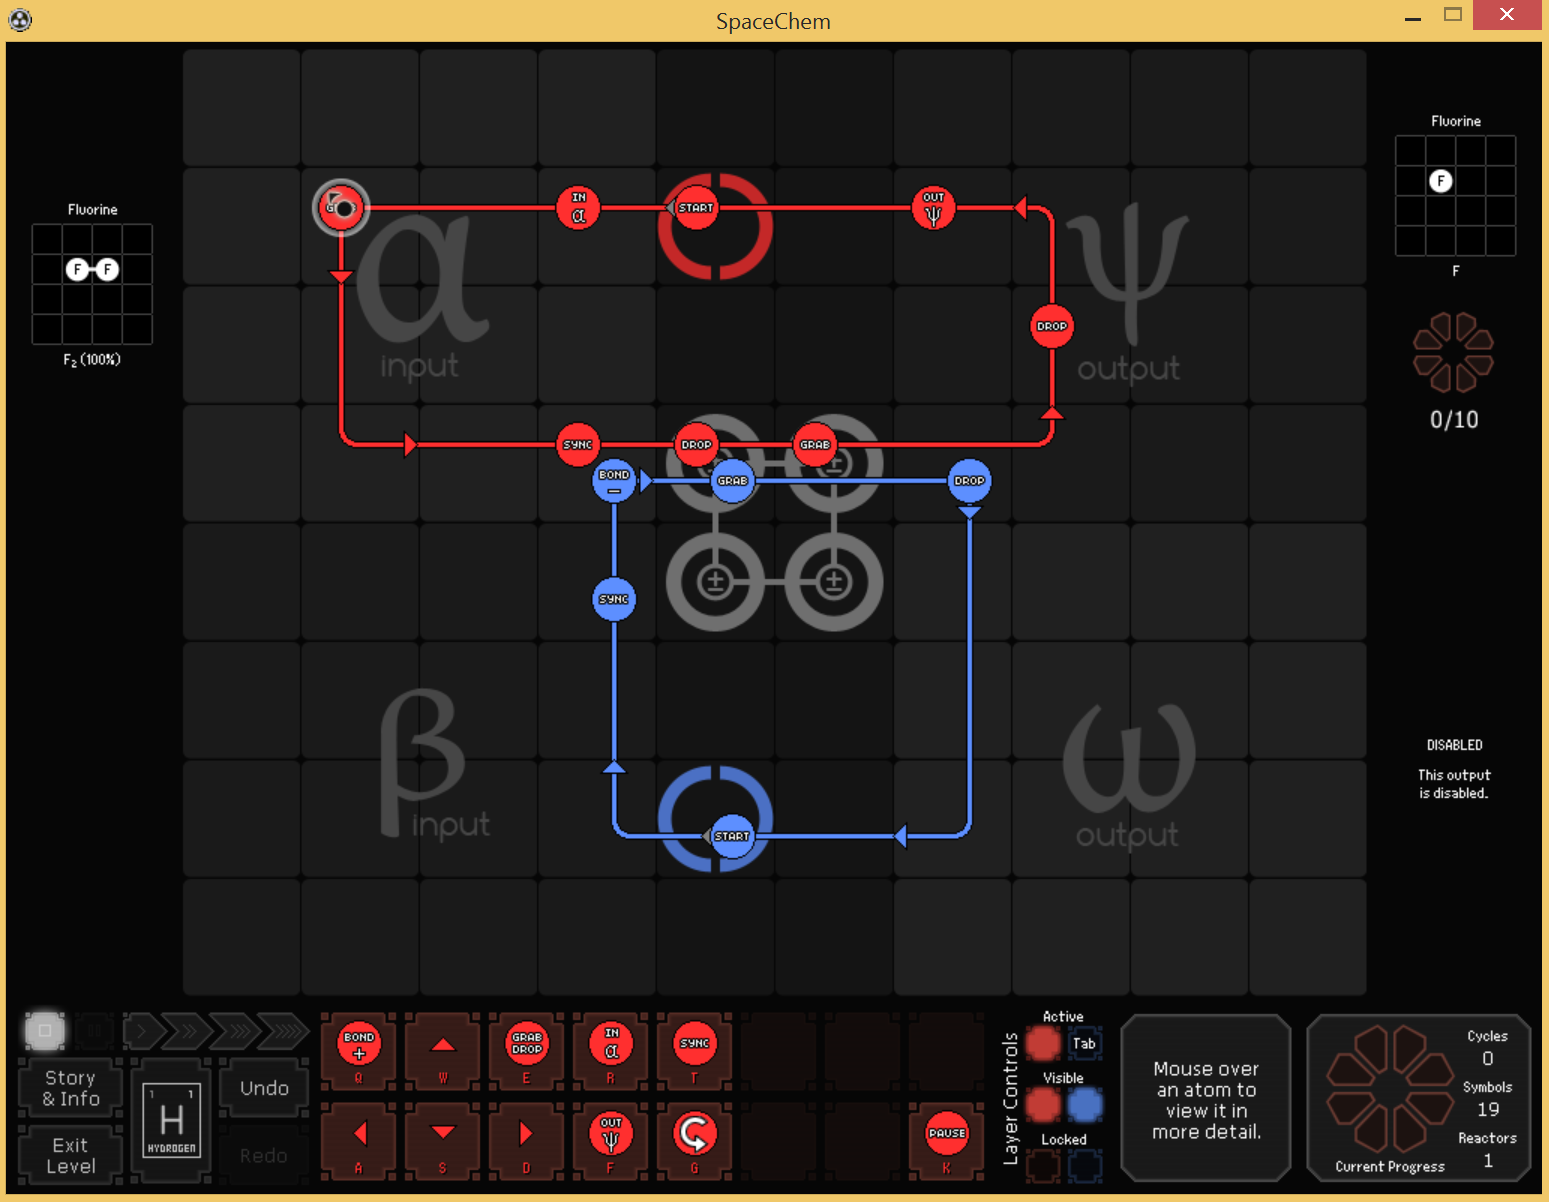 SpaceChem
Fluorine
F
F
F₂ (100%)
Fluorine
F
F
0/10
IN
α
START
OUT
ψ
α
input
ψ
output
DROP
SYNC
DROP
GRAB
BOND
−
GRAB
DROP
±
±
SYNC
±
±
β
input
START
ω
output
DISABLED
This output
is disabled.
Story
& Info
Exit
Level
1 1
H
HYDROGEN
Undo
Redo
BOND
+
Q
W
GRAB
DROP
E
IN
α
R
SYNC
T
A
S
D
OUT
ψ
F
G
PAUSE
K
Layer Controls
Active
Tab
Visible
Locked
Mouse over
an atom to
view it in
more detail.
Cycles
0
Symbols
19
Reactors
1
Current Progress